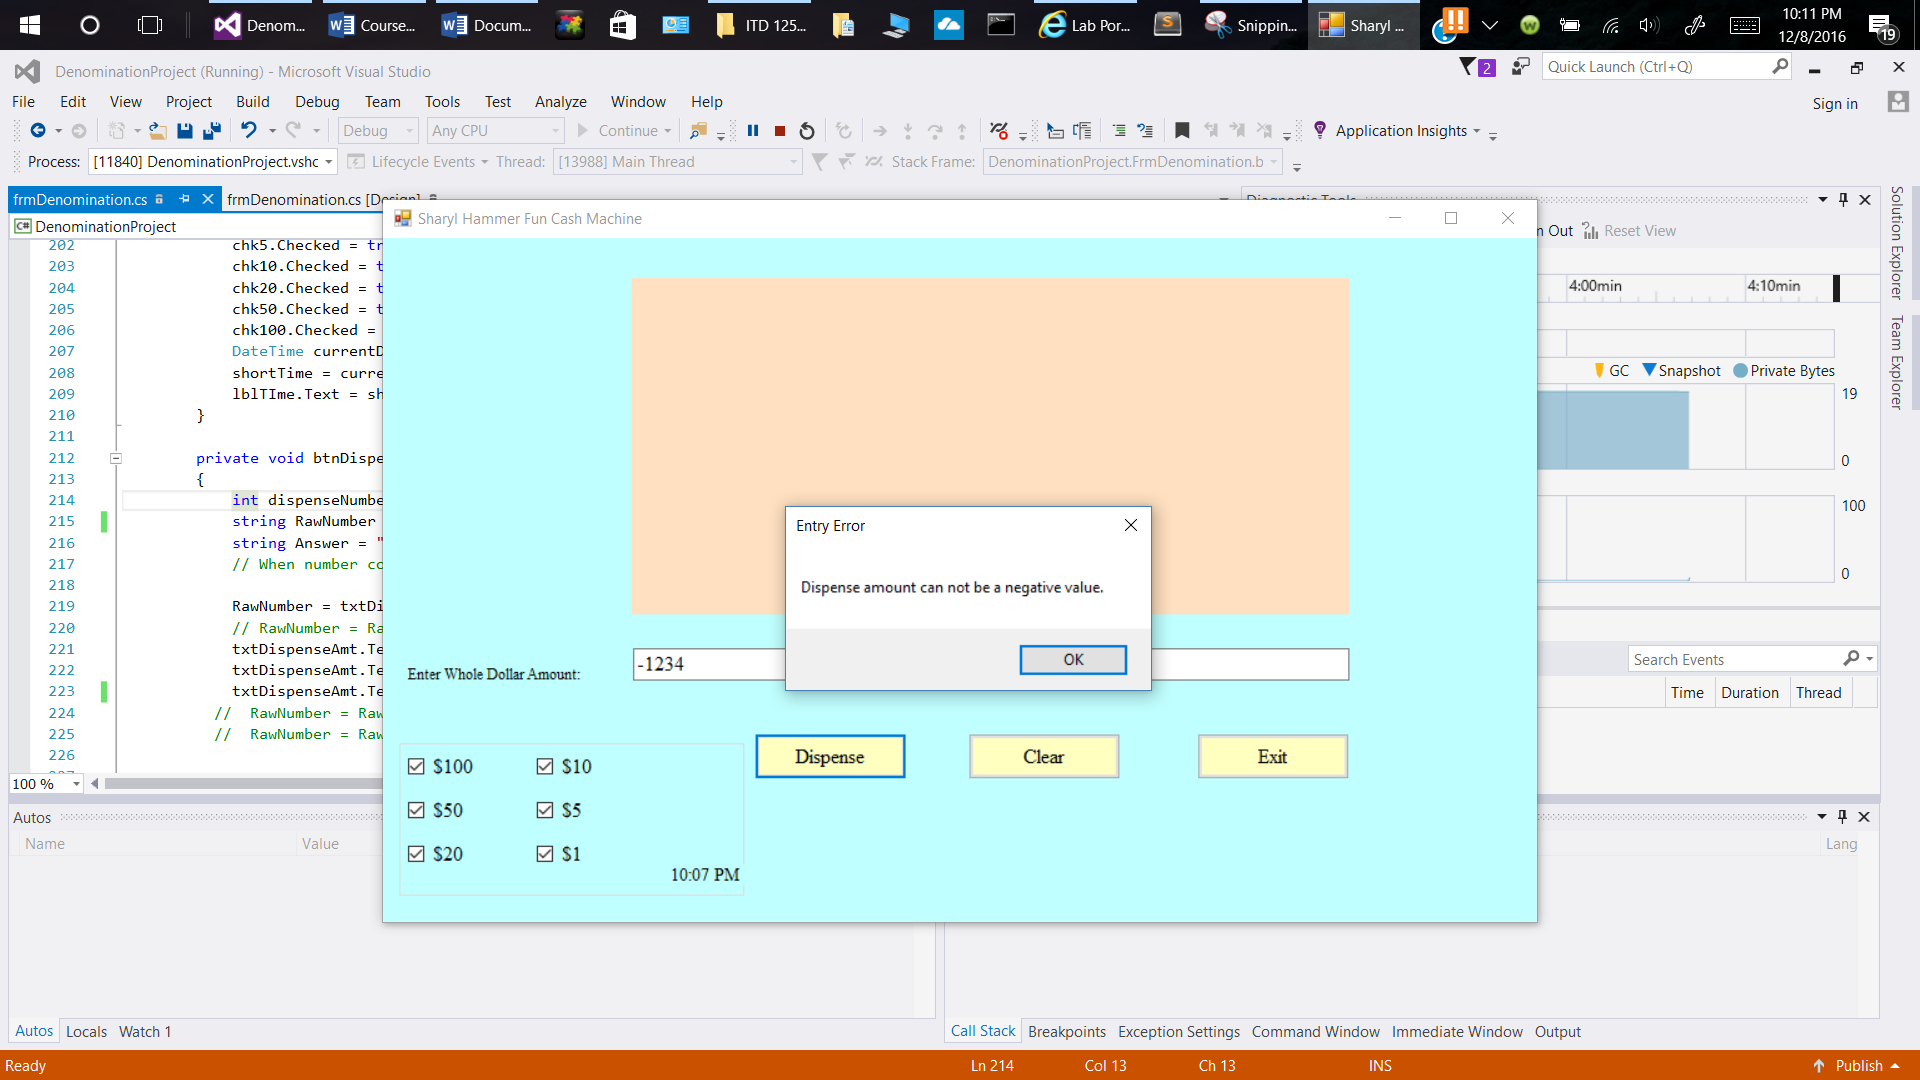 Denom...
Course...
Docum...
ITD 125...
Lab Por...
Snippin...
Sharyl ...
10:11 PM
12/8/2016
19
DenominationProject (Running) - Microsoft Visual Studio
2
Quick Launch (Ctrl+Q)
File Edit View Project Build Debug Team Tools Test Analyze Window Help
Sign in
Debug
Any CPU
Continue
Application Insights
Process: [11840] DenominationProject.vshc
Lifecycle Events
Thread: [13988] Main Thread
Stack Frame: DenominationProject.FrmDenomination.b
frmDenomination.cs
frmDenomination.cs [Design]
Diagnostic Tools
C# DenominationProject
Sharyl Hammer Fun Cash Machine
m Out
Reset View
Solution Explorer
Team Explorer
202 chk5.Checked = tr
203 chk10.Checked = t
204 chk20.Checked = t
205 chk50.Checked = t
206 chk100.Checked =
207 DateTime currentD
208 shortTime = curre
209 lblTIme.Text = sh
210 }
211
212 private void btnDispe
213 {
214 int dispenseNumbe
215 string RawNumber
216 string Answer = "
217 // When number co
218
219 RawNumber = txtDi
220 // RawNumber = Ra
221 txtDispenseAmt.Te
222 txtDispenseAmt.Te
223 txtDispenseAmt.Te
224 //  RawNumber = Raw
225 //  RawNumber = Raw
226
100 %
4:00min
4:10min
GC
Snapshot
Private Bytes
19
0
100
0
Entry Error
Dispense amount can not be a negative value.
OK
Enter Whole Dollar Amount:
-1234
Dispense
Clear
Exit
$100
$10
$50
$5
$20
$1
10:07 PM
Search Events
Time
Duration
Thread
Autos
Name
Value
Lang
Autos Locals Watch 1
Call Stack Breakpoints Exception Settings Command Window Immediate Window Output
Ready
Ln 214
Col 13
Ch 13
INS
Publish